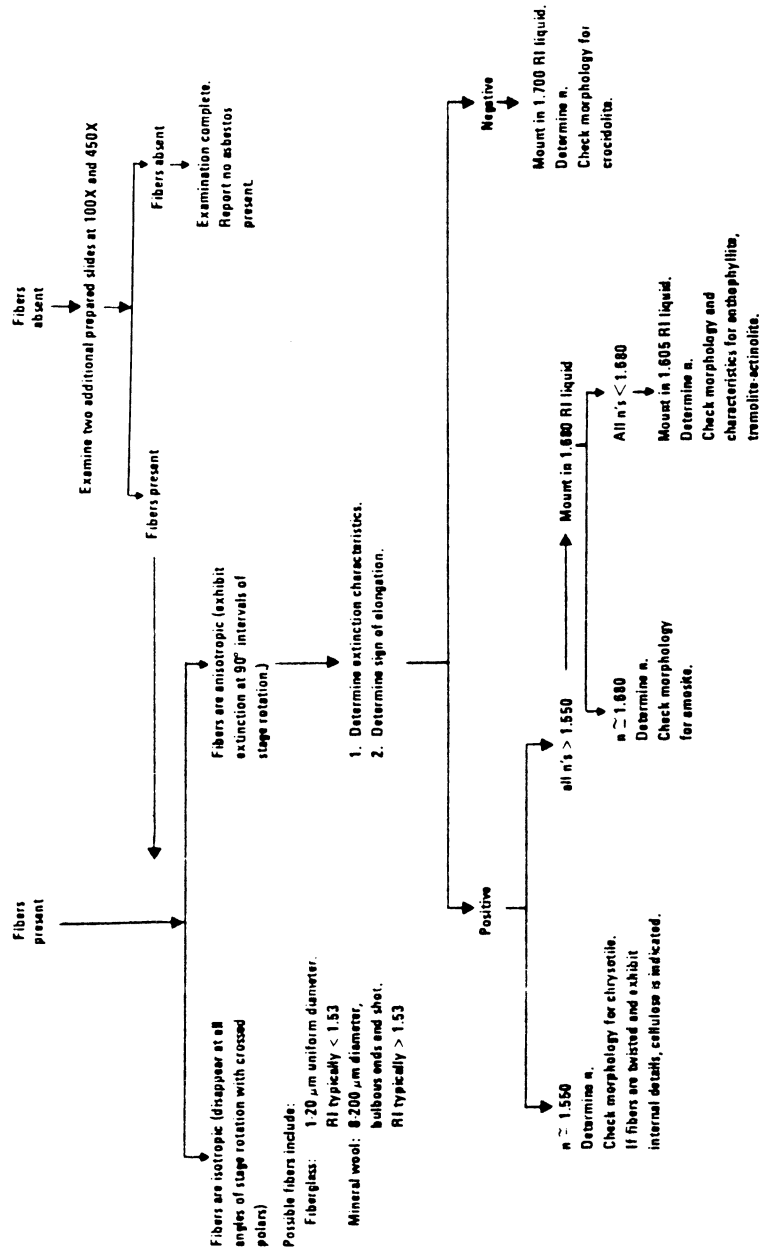 Fibers
present
Fibers are isotropic (disappear at all
angles of stage rotation with crossed
polars)
Possible fibers include:
Fiberglass: 1-20 μm uniform diameter.
RI typically < 1.53
Mineral wool: 8-200 μm diameter,
bulbous ends and shot.
RI typically > 1.53
Fibers are anisotropic (exhibit
extinction at 90° intervals of
stage rotation.)
1. Determine extinction characteristics.
2. Determine sign of elongation.
Fibers
absent
Examine two additional prepared slides at 100X and 450X
Fibers present
Fibers absent
Examination complete.
Report no asbestos
present.
Positive
n ≃ 1.550
Determine n.
Check morphology for chrysotile.
If fibers are twisted and exhibit
internal details, cellulose is indicated.
all n's > 1.550
Mount in 1.680 RI liquid
n ≃ 1.680
Determine n.
Check morphology
for amosite.
All n's < 1.680
Mount in 1.605 RI liquid.
Determine n.
Check morphology and
characteristics for anthophyllite,
tremolite-actinolite.
Negative
Mount in 1.700 RI liquid.
Determine n.
Check morphology for
crocidolite.